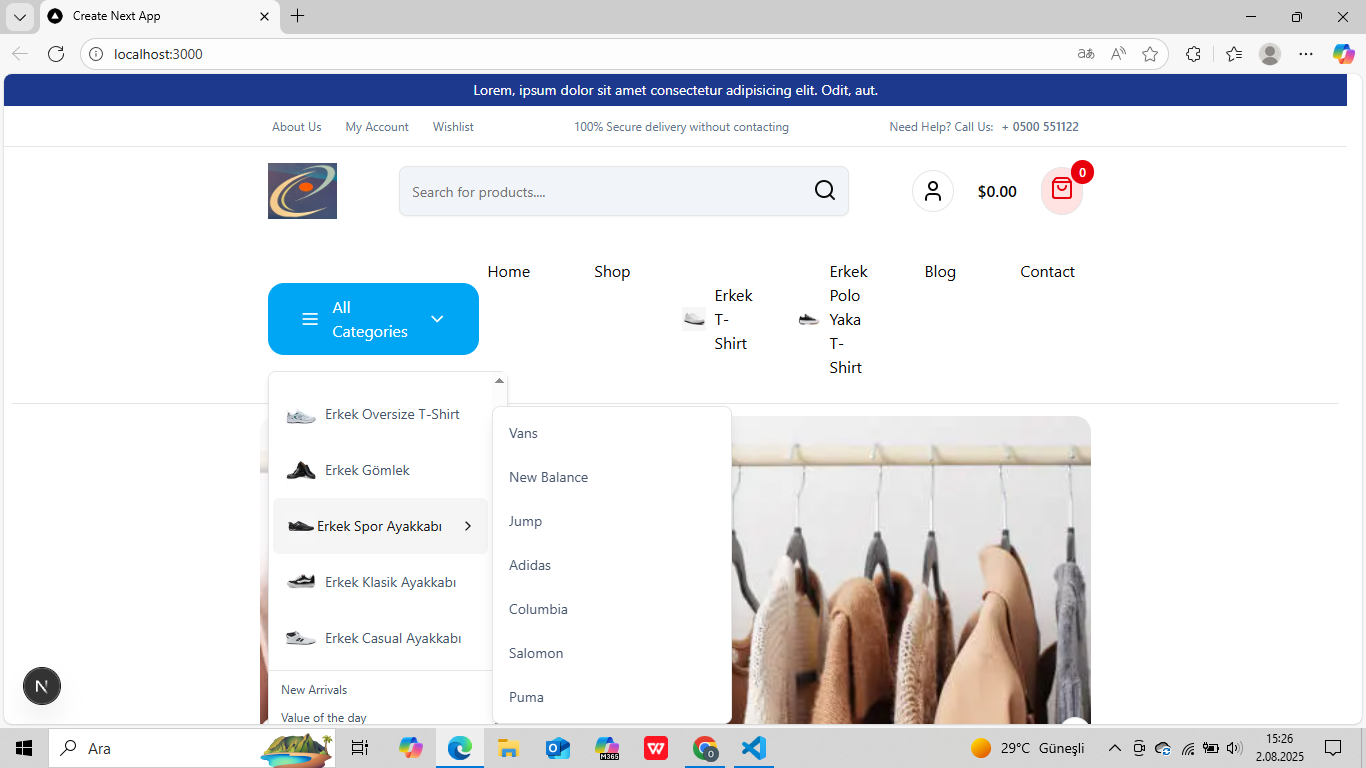 Create Next App
localhost:3000
Lorem, ipsum dolor sit amet consectetur adipisicing elit. Odit, aut.
About Us My Account Wishlist 100% Secure delivery without contacting Need Help? Call Us: + 0500 551122
Search for products....
$0.00
0
Home Shop
Erkek
T-
Shirt
Erkek
Polo
Yaka
T-
Shirt
Blog Contact
All
Categories
Erkek Oversize T-Shirt
Erkek Gömlek
Erkek Spor Ayakkabı
Erkek Klasik Ayakkabı
Erkek Casual Ayakkabı
New Arrivals
Value of the day
Vans
New Balance
Jump
Adidas
Columbia
Salomon
Puma
N
Ara
M365
29°C Güneşli
15:26
2.08.2025